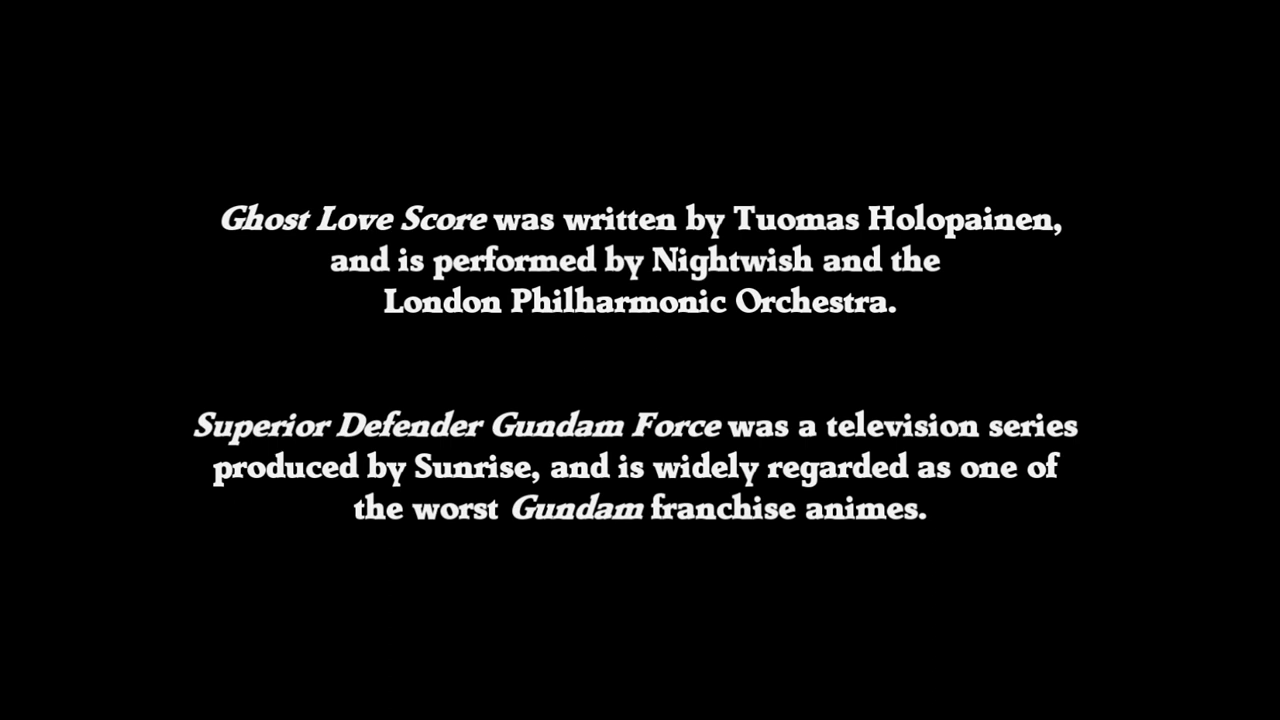 Ghost Love Score was written by Tuomas Holopainen,
and is performed by Nightwish and the
London Philharmonic Orchestra.
Superior Defender Gundam Force was a television series
produced by Sunrise, and is widely regarded as one of
the worst Gundam franchise animes.